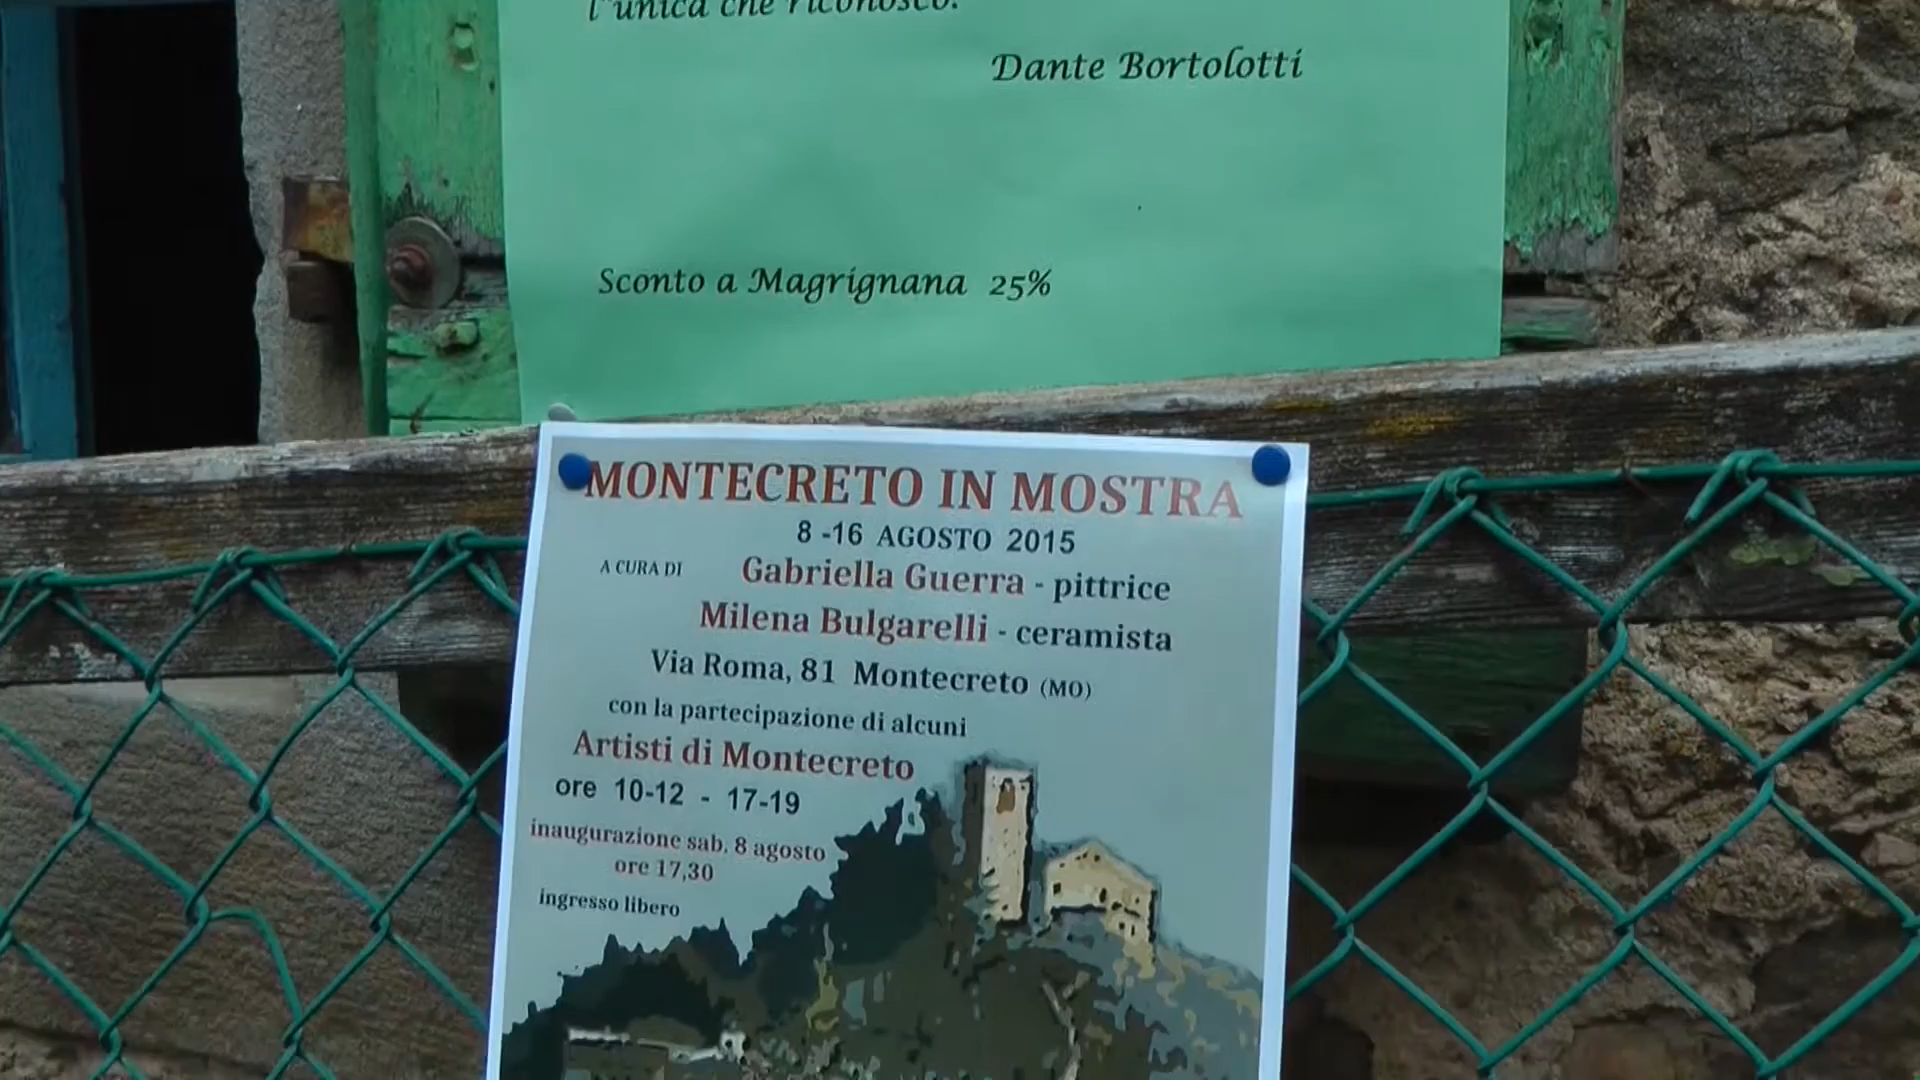 l'unica che riconosco.
Dante Bortolotti
Sconto a Magrignana 25%
MONTECRETO IN MOSTRA
8 -16 AGOSTO 2015
A CURA DI Gabriella Guerra - pittrice
Milena Bulgarelli - ceramista
Via Roma, 81 Montecreto (MO)
con la partecipazione di alcuni
Artisti di Montecreto
ore 10-12 - 17-19
inaugurazione sab. 8 agosto
ore 17,30
ingresso libero